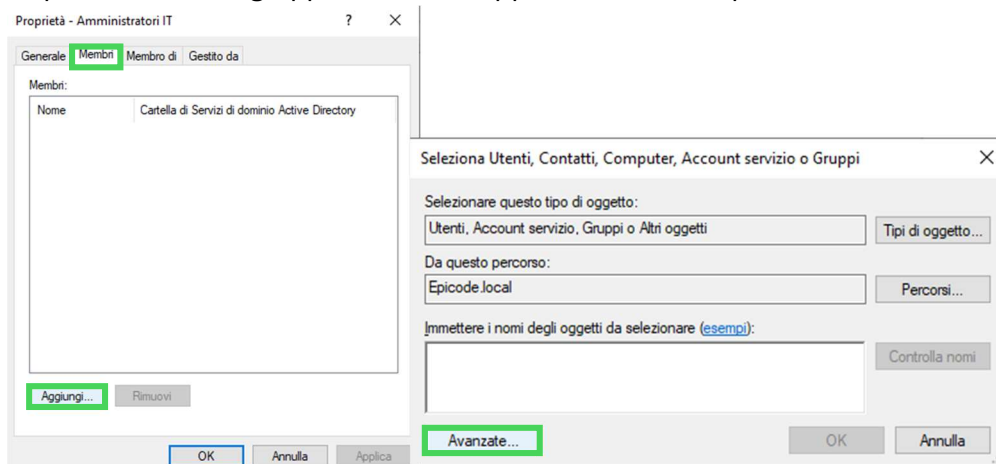 Proprietà - Amministratori IT ? ×
Generale Membri Membro di Gestito da
Membri:
Nome Cartella di Servizi di dominio Active Directory
Aggiungi... Rimuovi
OK Annulla Applica
Seleziona Utenti, Contatti, Computer, Account servizio o Gruppi ×
Selezionare questo tipo di oggetto:
Utenti, Account servizio, Gruppi o Altri oggetti Tipi di oggetto...
Da questo percorso:
Epicode.local Percorsi...
Immettere i nomi degli oggetti da selezionare (esempi):
Controlla nomi
Avanzate... OK Annulla